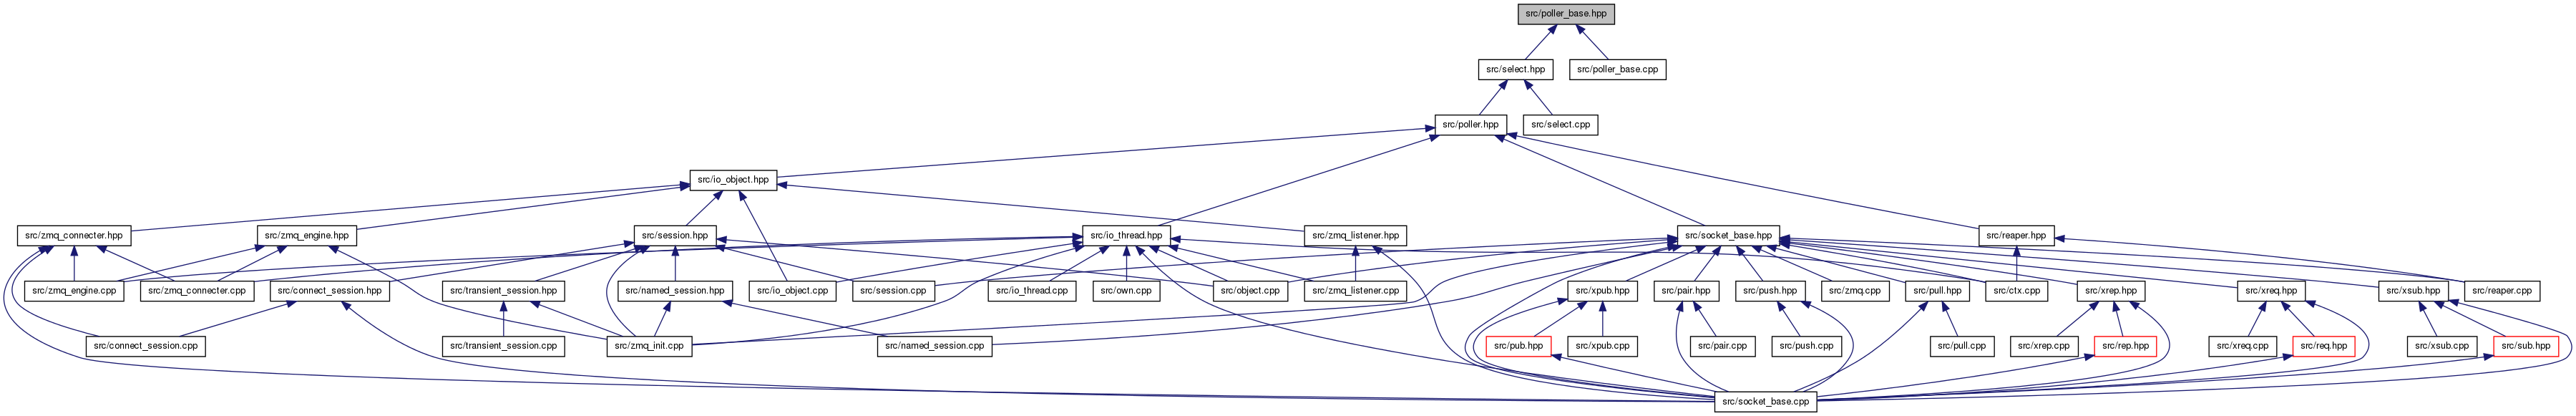 src/poller_base.hpp
src/select.hpp
src/poller_base.cpp
src/poller.hpp
src/select.cpp
src/io_object.hpp
src/zmq_connecter.hpp
src/zmq_engine.hpp
src/session.hpp
src/io_thread.hpp
src/zmq_listener.hpp
src/socket_base.hpp
src/reaper.hpp
src/zmq_engine.cpp
src/zmq_connecter.cpp
src/connect_session.hpp
src/transient_session.hpp
src/named_session.hpp
src/io_object.cpp
src/session.cpp
src/io_thread.cpp
src/own.cpp
src/object.cpp
src/zmq_listener.cpp
src/xpub.hpp
src/pair.hpp
src/push.hpp
src/zmq.cpp
src/pull.hpp
src/ctx.cpp
src/xrep.hpp
src/xreq.hpp
src/xsub.hpp
src/reaper.cpp
src/connect_session.cpp
src/transient_session.cpp
src/zmq_init.cpp
src/named_session.cpp
src/pub.hpp
src/xpub.cpp
src/pair.cpp
src/push.cpp
src/pull.cpp
src/xrep.cpp
src/rep.hpp
src/xreq.cpp
src/req.hpp
src/xsub.cpp
src/sub.hpp
src/socket_base.cpp